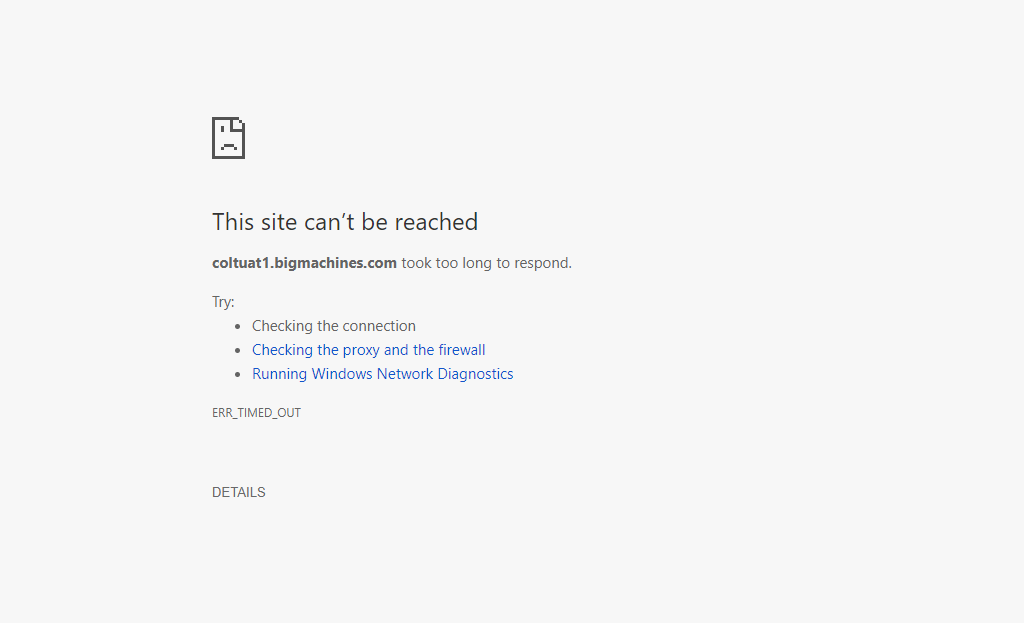 This site can’t be reached
coltuat1.bigmachines.com took too long to respond.
Try:
Checking the connection
Checking the proxy and the firewall
Running Windows Network Diagnostics
ERR_TIMED_OUT
DETAILS